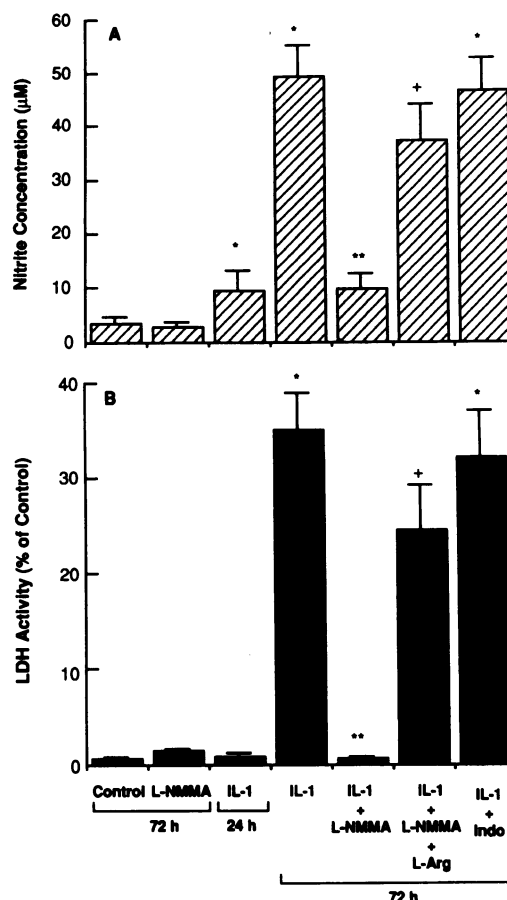 A
Nitrite Concentration (μM)
60
50
40
30
20
10
0
*
*
**
+
*
B
LDH Activity (% of Control)
40
30
20
10
0
*
**
+
*
Control L-NMMA IL-1 IL-1 IL-1 IL-1 IL-1
+ + +
L-NMMA L-NMMA Indo
+
L-Arg
72 h 24 h
72 h